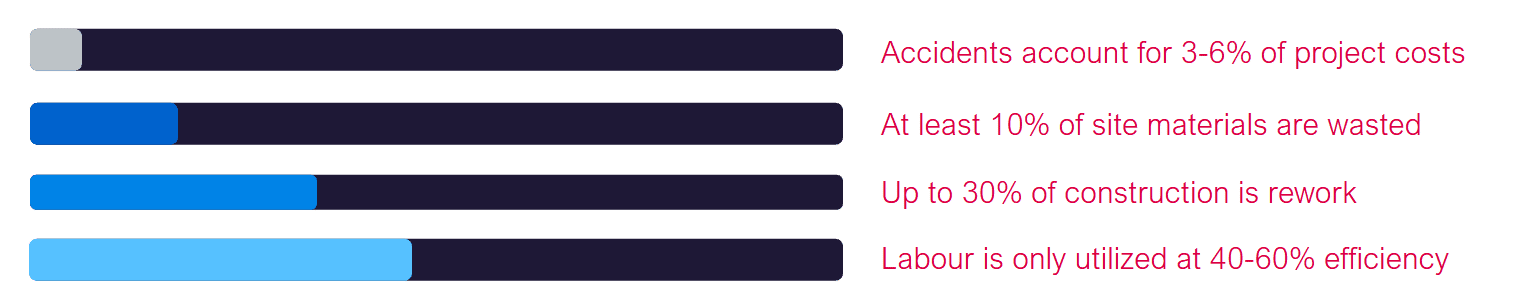 Accidents account for 3-6% of project costs
At least 10% of site materials are wasted
Up to 30% of construction is rework
Labour is only utilized at 40-60% efficiency